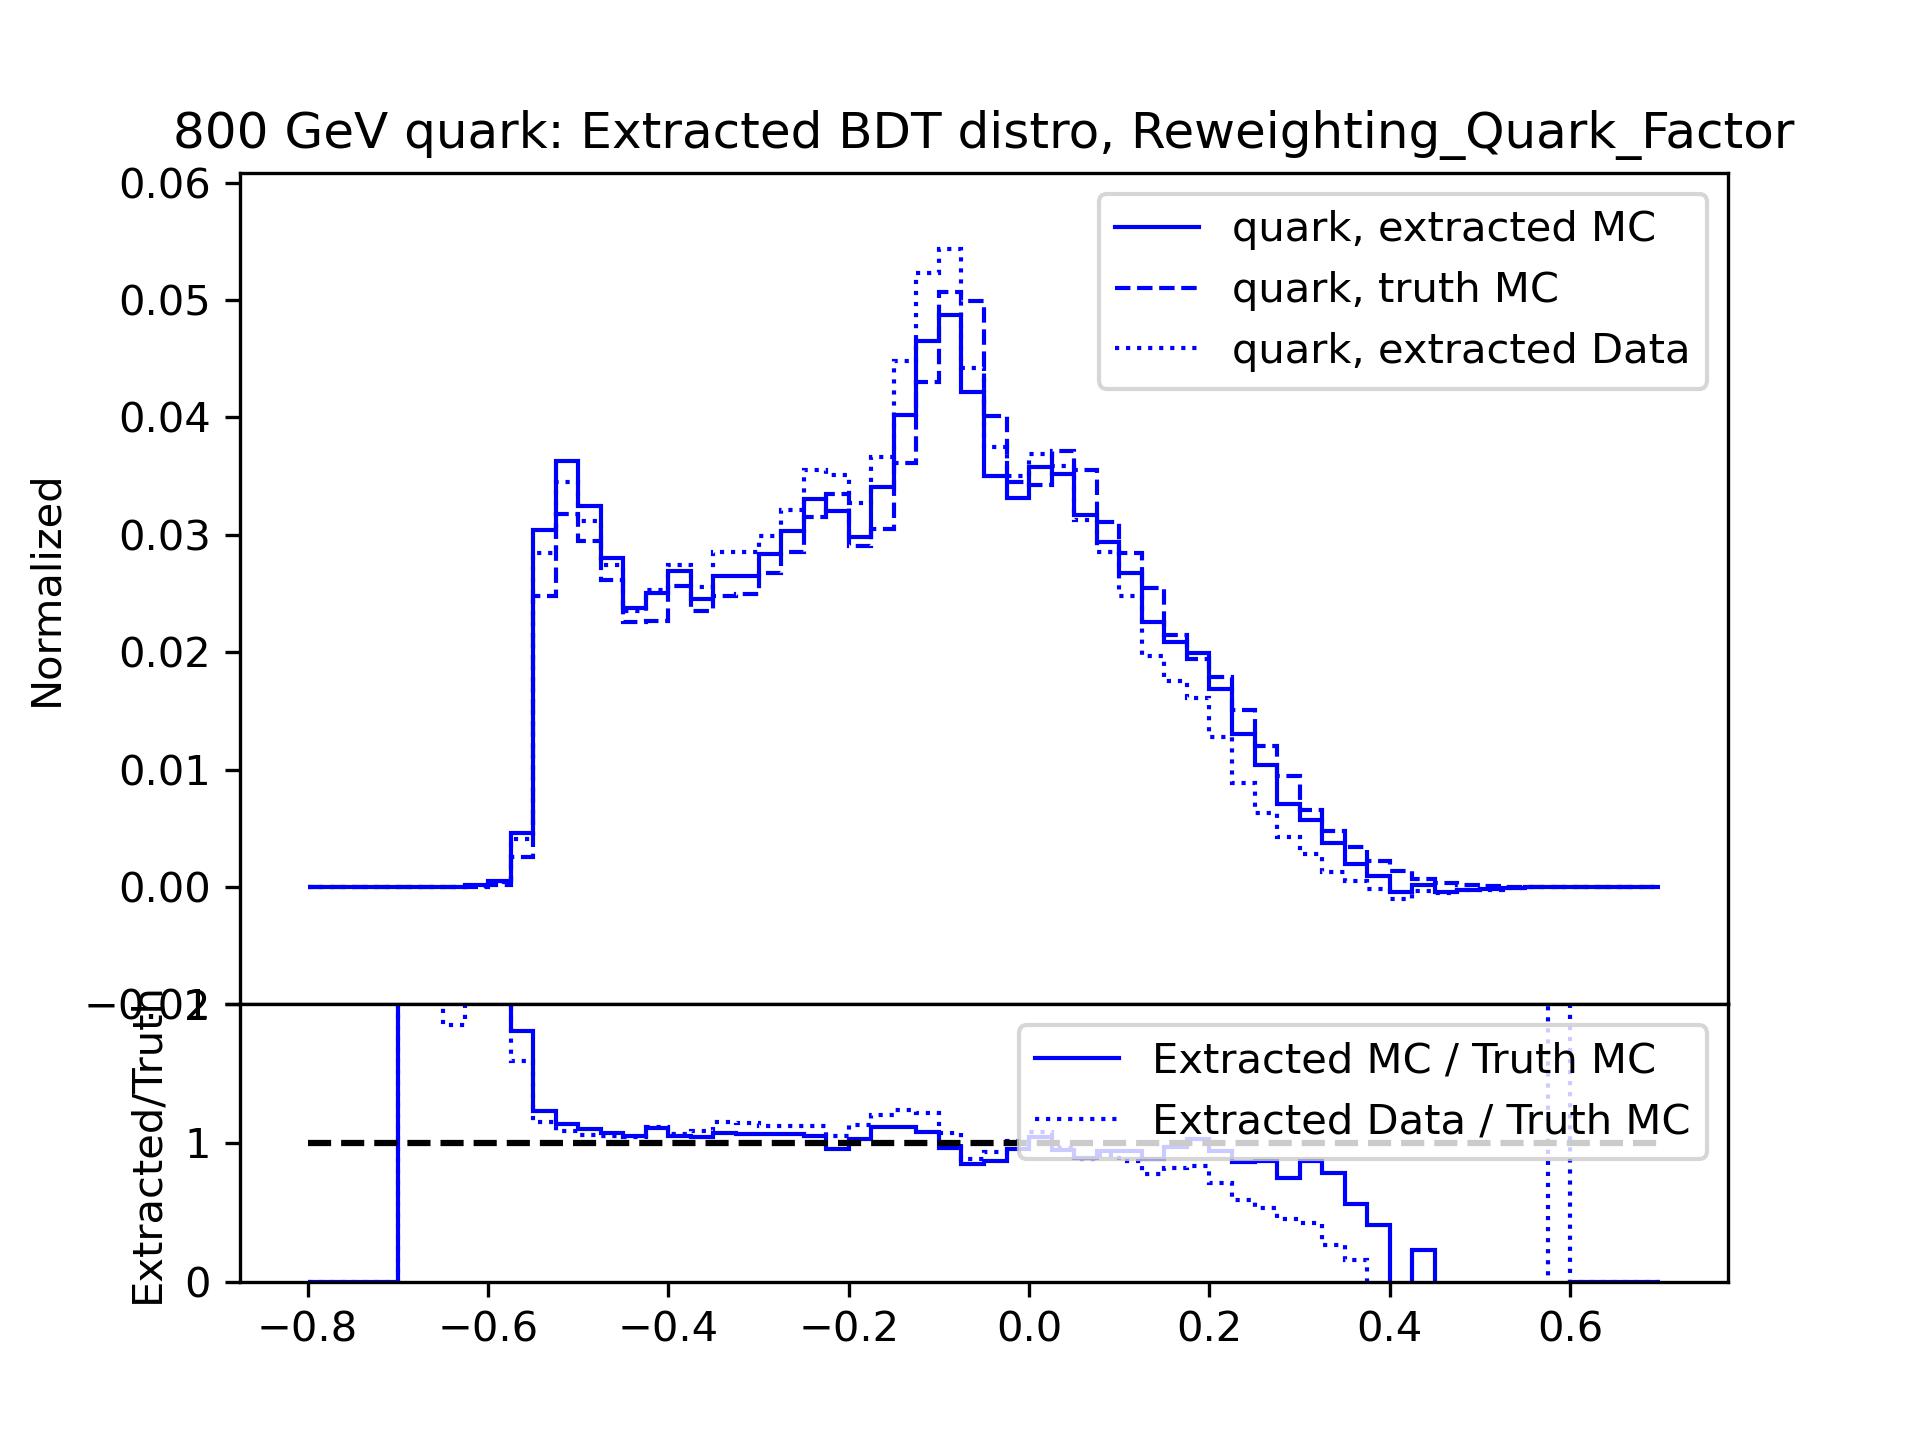 800 GeV quark: Extracted BDT distro, Reweighting_Quark_Factor
Normalized
0.06
0.05
0.04
0.03
0.02
0.01
0.00
−0.01
quark, extracted MC
quark, truth MC
quark, extracted Data
Extracted/Truth
2
1
0
Extracted MC / Truth MC
Extracted Data / Truth MC
−0.8 −0.6 −0.4 −0.2 0.0 0.2 0.4 0.6